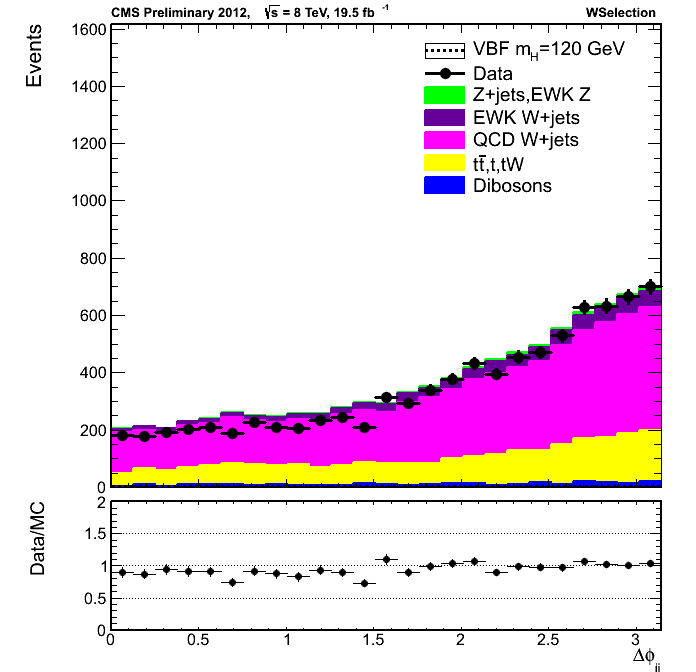 CMS Preliminary 2012, √s = 8 TeV, 19.5 fb⁻¹ WSelection
Events
1600
1400
1200
1000
800
600
400
200
0
VBF m_H=120 GeV
Data
Z+jets,EWK Z
EWK W+jets
QCD W+jets
tt̄,t,tW
Dibosons
Data/MC
2
1.5
1
0.5
0
0 0.5 1 1.5 2 2.5 3
Δϕ_jj